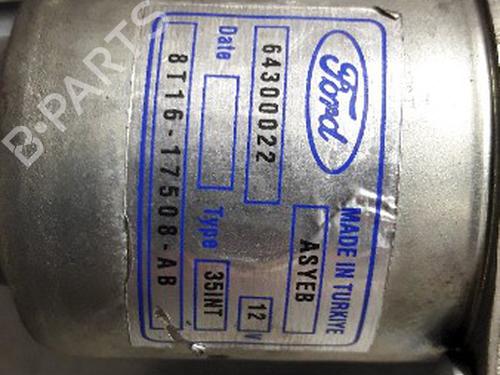 Ford
MADE IN TURKIYE
64300022
ASYEB
Date
Type
35INT
12 V
8T16-17508-AB
B-PARTS